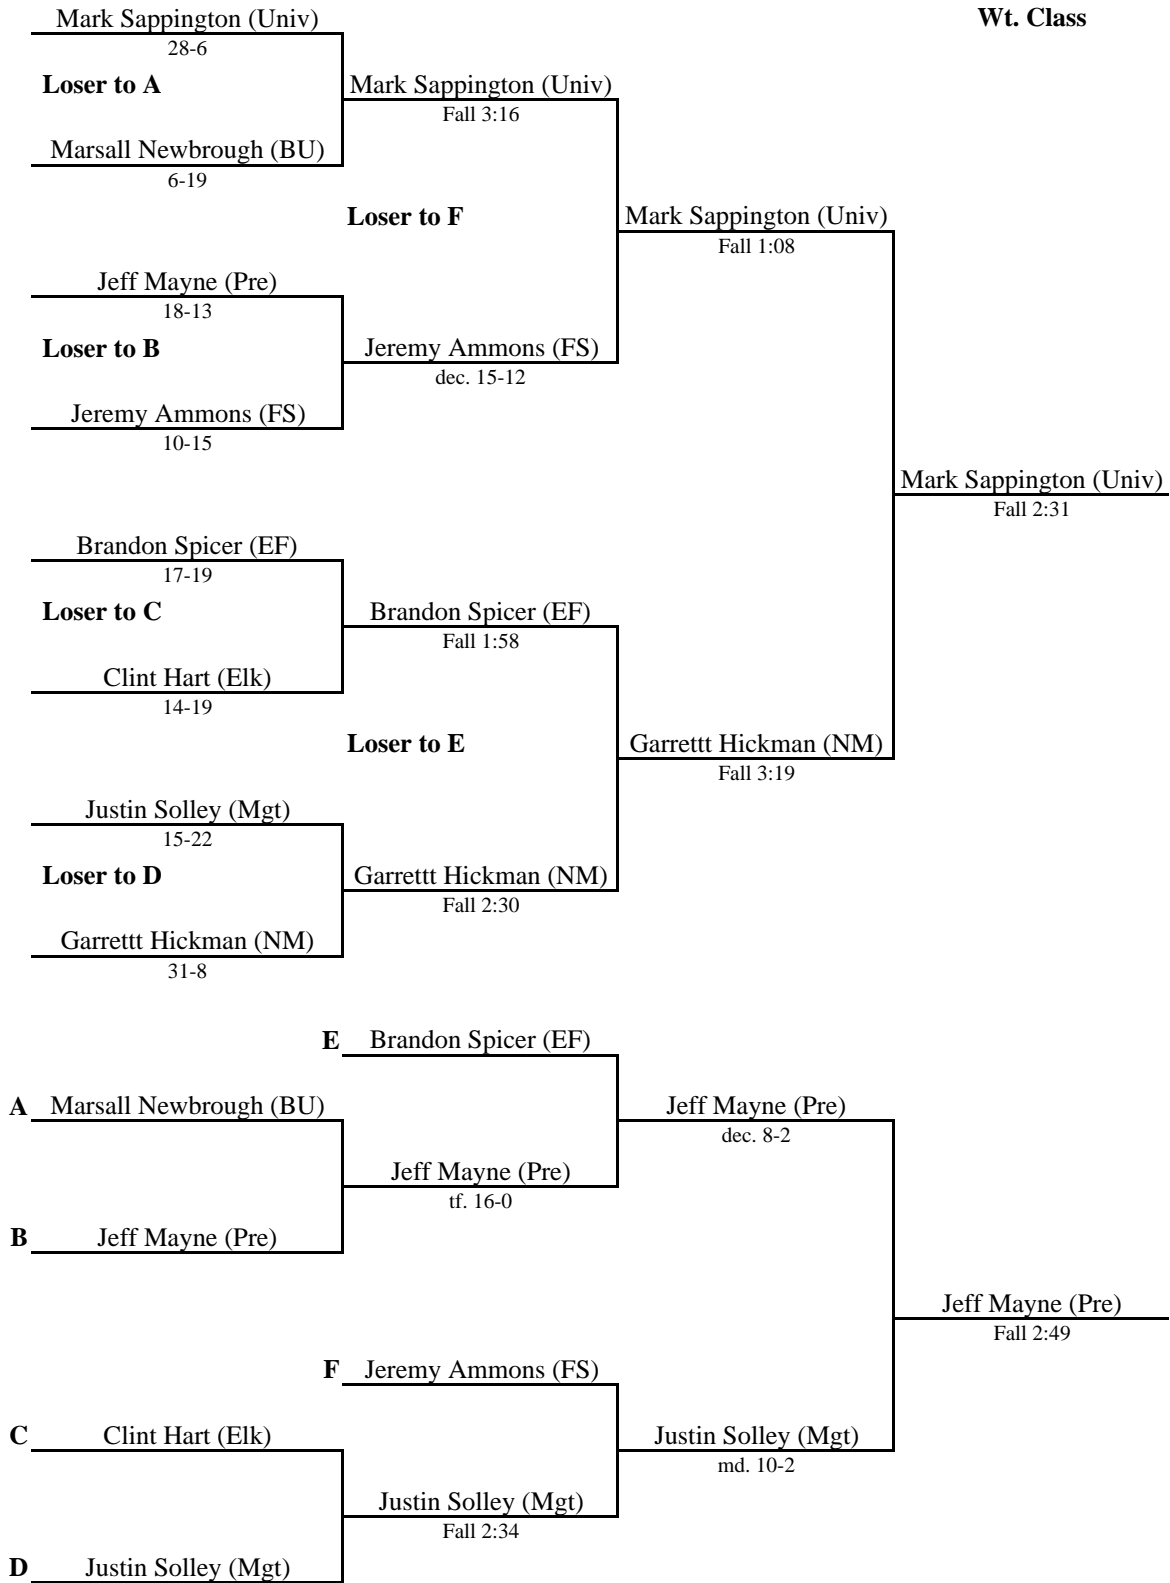 Wt. Class
Mark Sappington (Univ)
28-6
Loser to A
Mark Sappington (Univ)
Fall 3:16
Marsall Newbrough (BU)
6-19
Loser to F
Mark Sappington (Univ)
Fall 1:08
Jeff Mayne (Pre)
18-13
Loser to B
Jeremy Ammons (FS)
dec. 15-12
Jeremy Ammons (FS)
10-15
Mark Sappington (Univ)
Fall 2:31
Brandon Spicer (EF)
17-19
Loser to C
Brandon Spicer (EF)
Fall 1:58
Clint Hart (Elk)
14-19
Loser to E
Garrettt Hickman (NM)
Fall 3:19
Justin Solley (Mgt)
15-22
Loser to D
Garrettt Hickman (NM)
Fall 2:30
Garrettt Hickman (NM)
31-8
E Brandon Spicer (EF)
A Marsall Newbrough (BU)
Jeff Mayne (Pre)
dec. 8-2
Jeff Mayne (Pre)
tf. 16-0
B Jeff Mayne (Pre)
Jeff Mayne (Pre)
Fall 2:49
F Jeremy Ammons (FS)
C Clint Hart (Elk)
Justin Solley (Mgt)
md. 10-2
Justin Solley (Mgt)
Fall 2:34
D Justin Solley (Mgt)